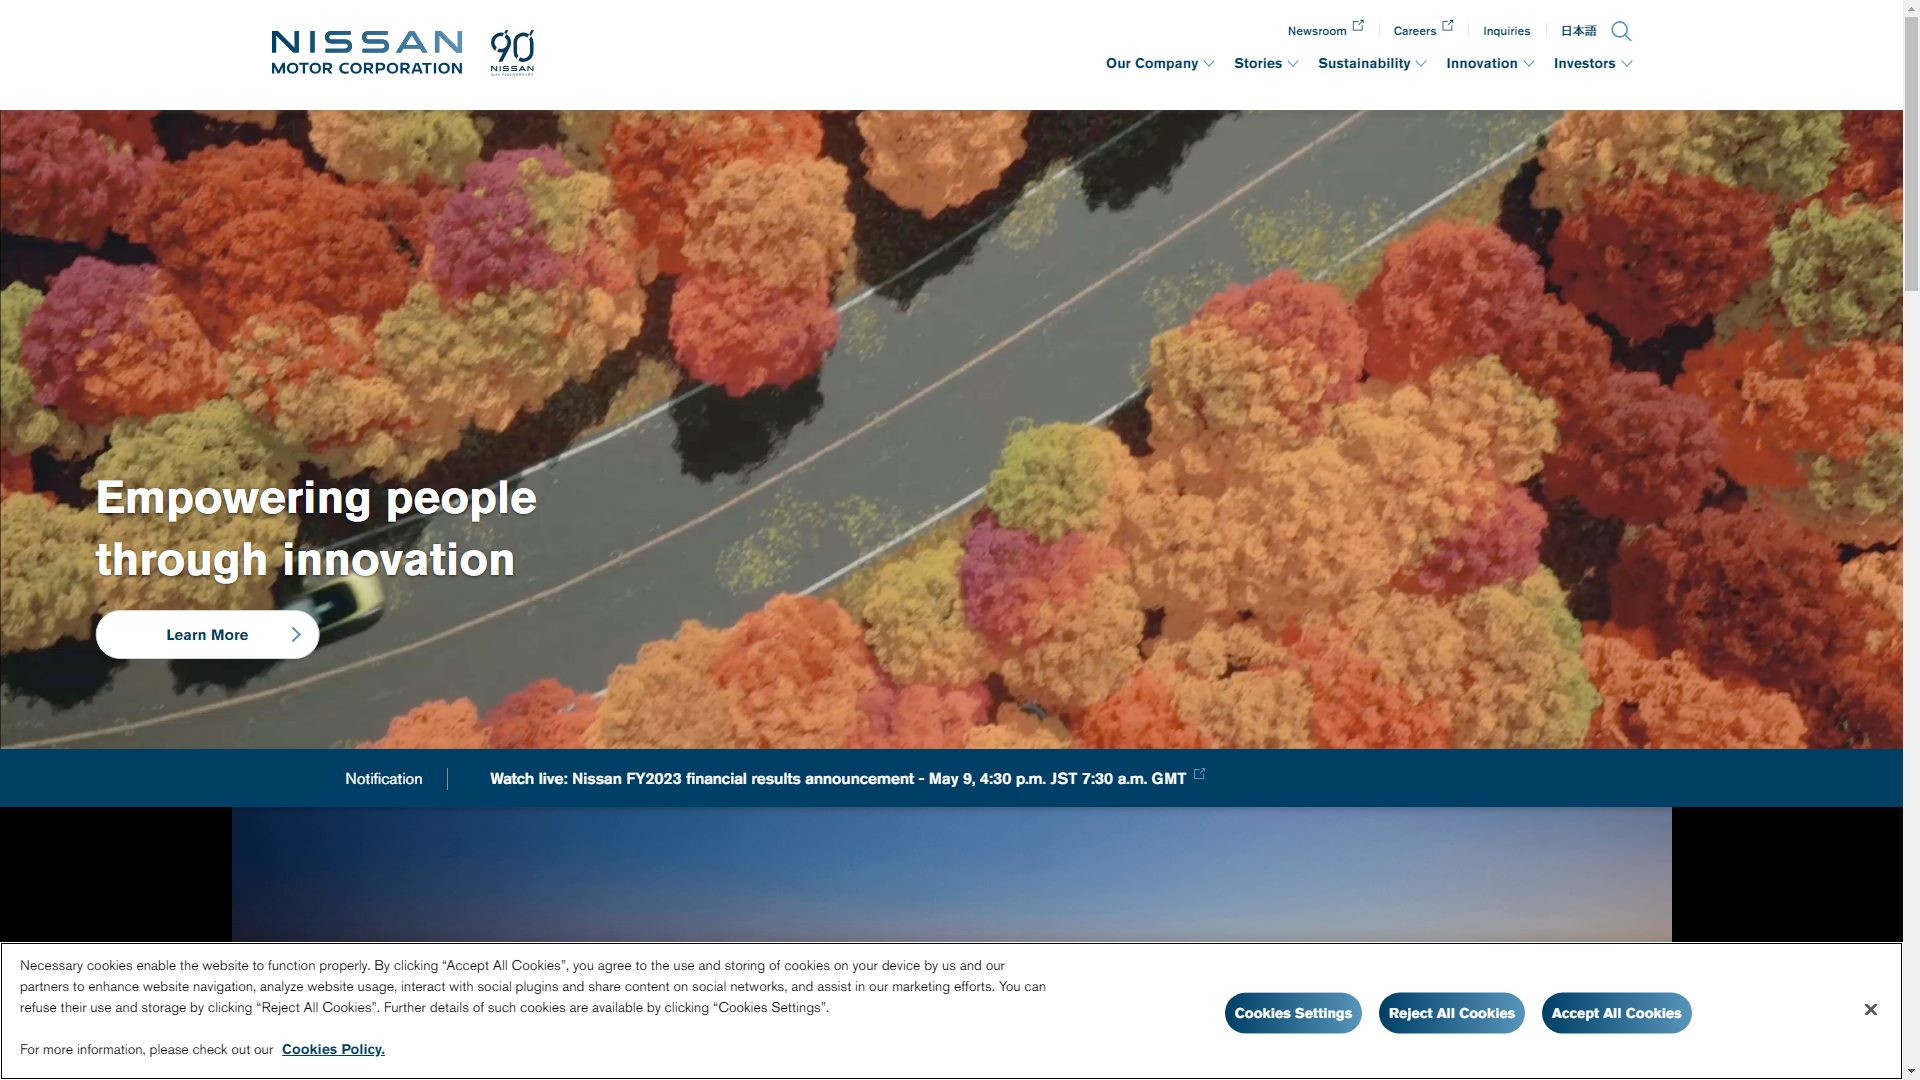 NISSAN
MOTOR CORPORATION
90
NISSAN
Newsroom
Careers
Inquiries
日本語
Our Company
Stories
Sustainability
Innovation
Investors
Empowering people
through innovation
Learn More
Notification
Watch live: Nissan FY2023 financial results announcement - May 9, 4:30 p.m. JST 7:30 a.m. GMT
Necessary cookies enable the website to function properly. By clicking “Accept All Cookies”, you agree to the use and storing of cookies on your device by us and our
partners to enhance website navigation, analyze website usage, interact with social plugins and share content on social networks, and assist in our marketing efforts. You can
refuse their use and storage by clicking “Reject All Cookies”. Further details of such cookies are available by clicking “Cookies Settings”.
For more information, please check out our Cookies Policy.
Cookies Settings
Reject All Cookies
Accept All Cookies